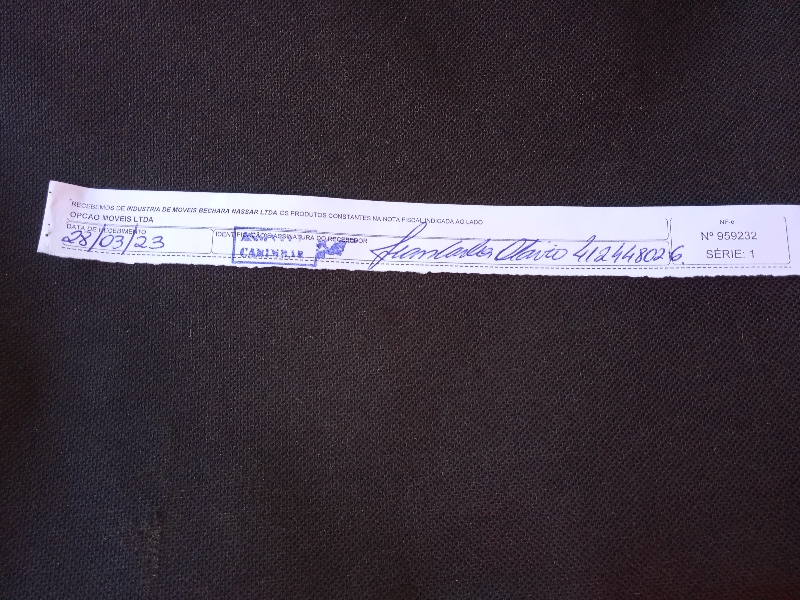 RECEBEMOS DE INDUSTRIA DE MOVEIS BECHARA NASSAR LTDA OS PRODUTOS CONSTANTES NA NOTA FISCAL INDICADA AO LADO
OPCAO MOVEIS LTDA
DATA DE RECEBIMENTO
28/03/23
IDENTIFICAÇÃO E ASSINATURA DO RECEBEDOR
Otavio 412448026.
NF-e
Nº 959232
SÉRIE: 1